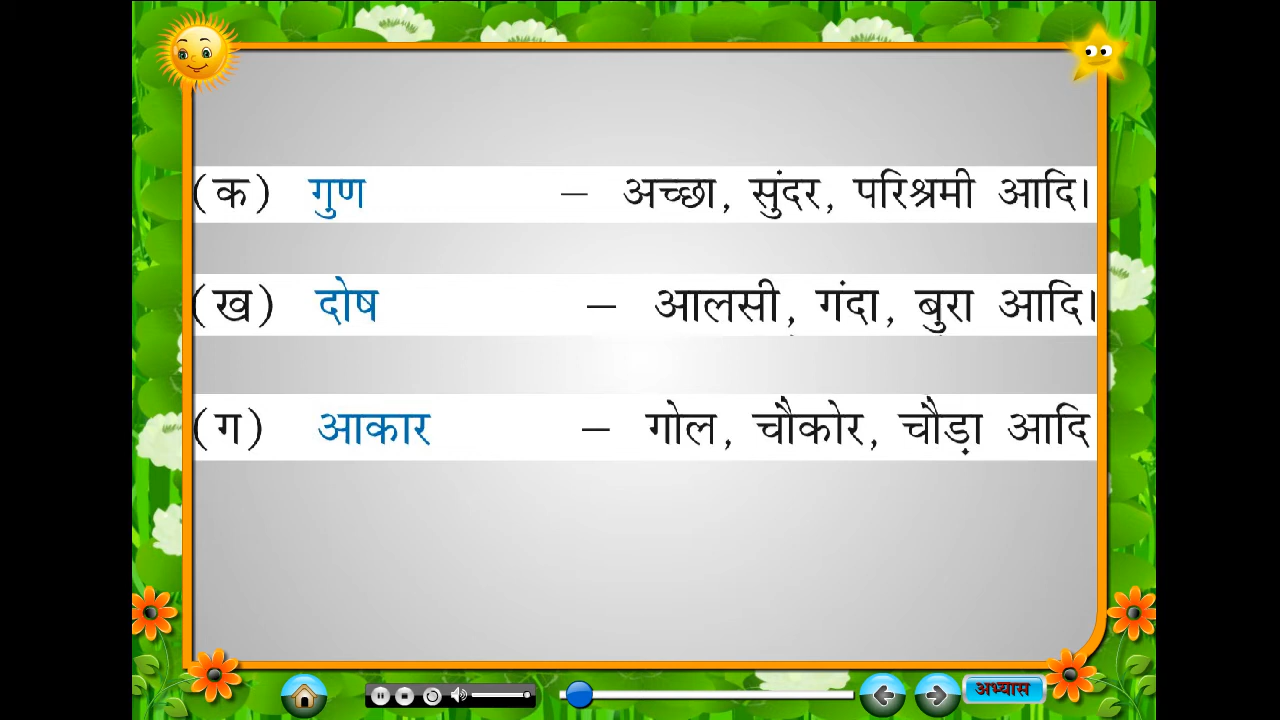 (क) गुण – अच्छा, सुंदर, परिश्रमी आदि।
(ख) दोष – आलसी, गंदा, बुरा आदि।
(ग) आकार – गोल, चौकोर, चौड़ा आदि
अभ्यास